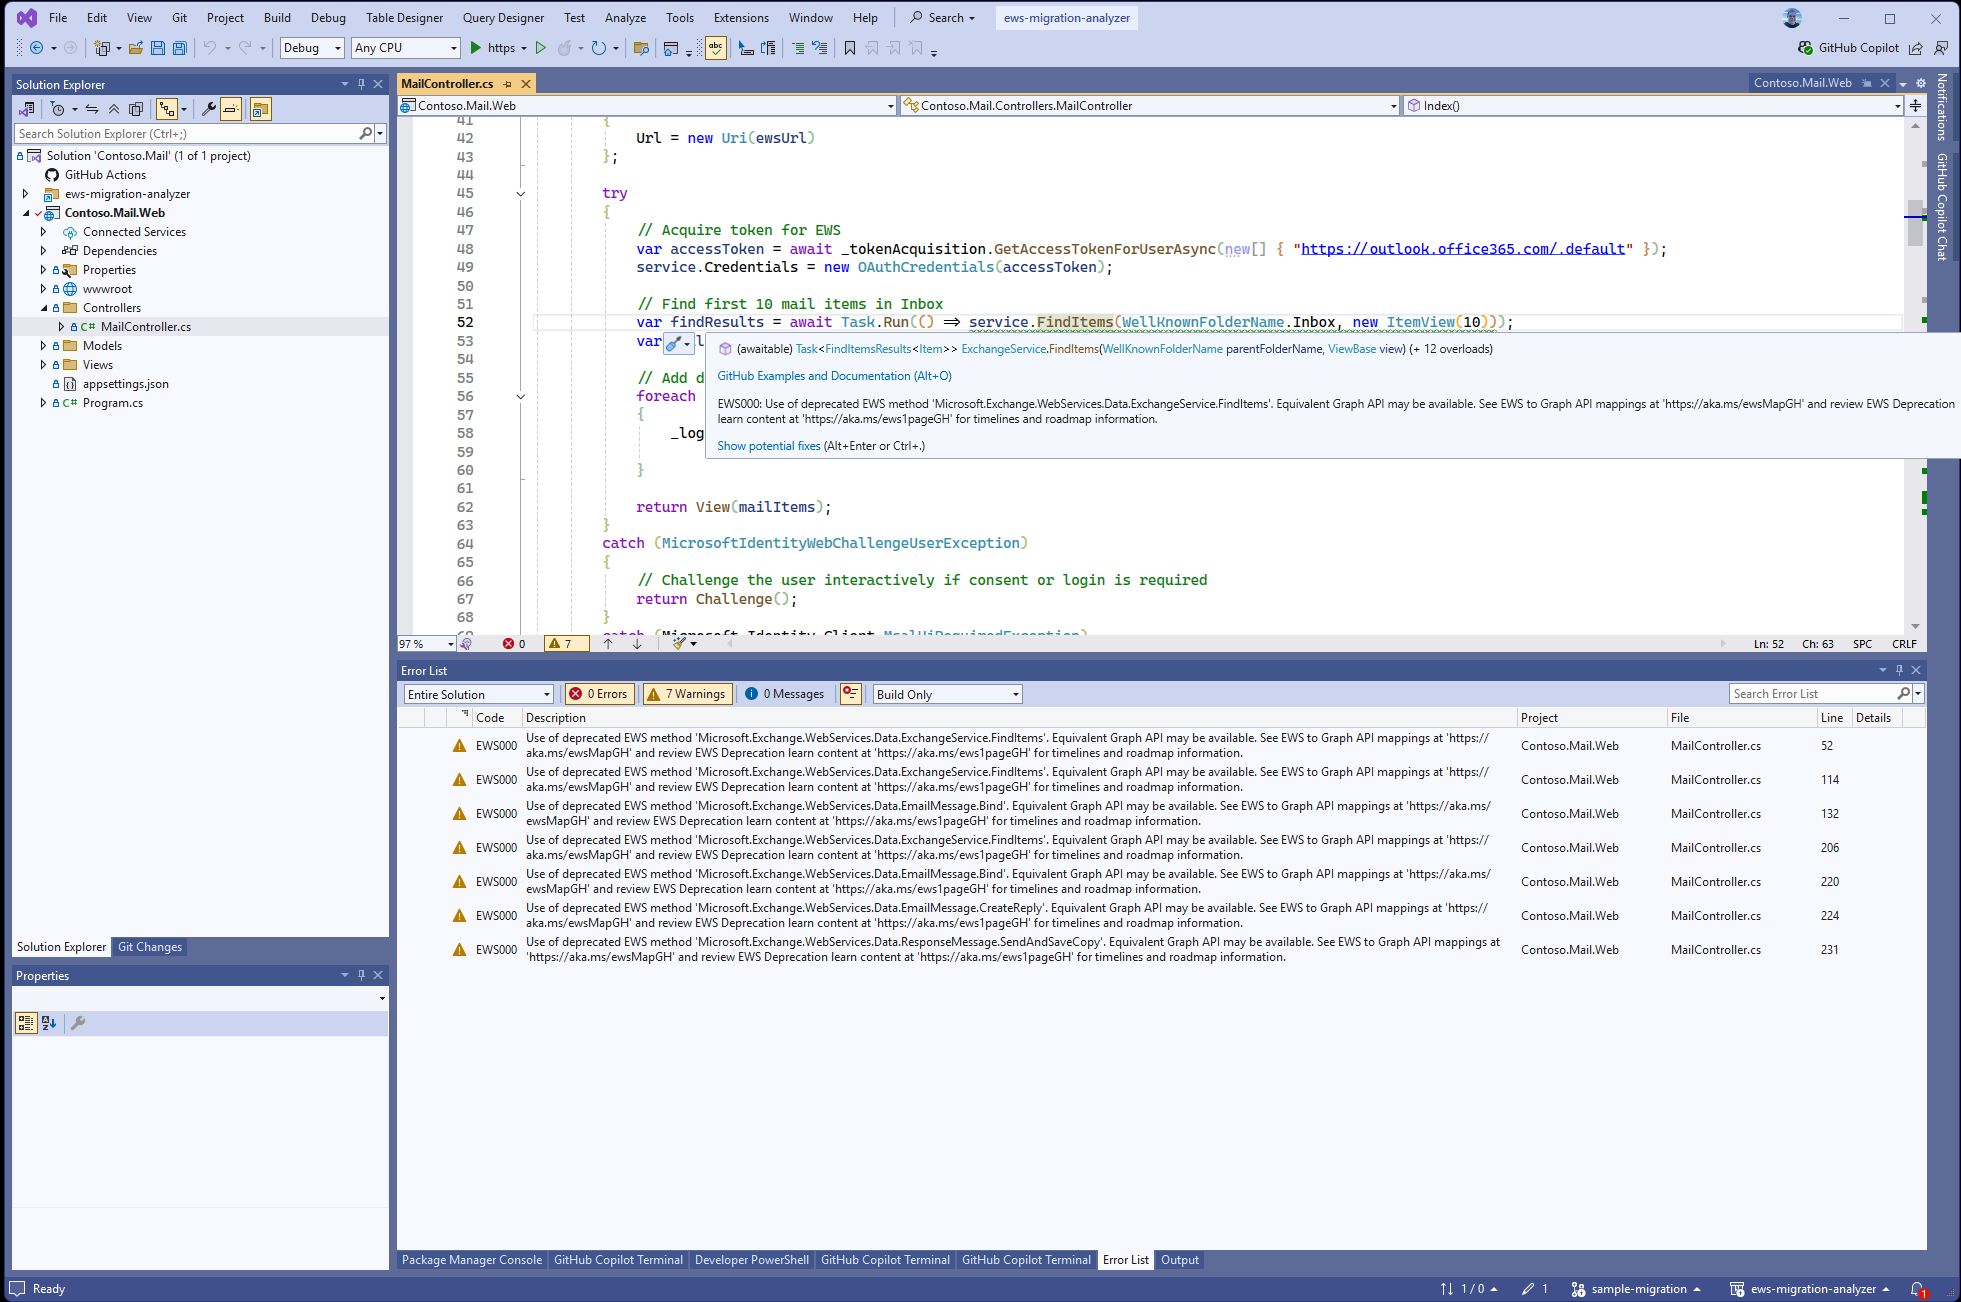 File Edit View Git Project Build Debug Table Designer Query Designer Test Analyze Tools Extensions Window Help Search ews-migration-analyzer
Debug Any CPU https abc GitHub Copilot
Solution Explorer
Search Solution Explorer (Ctrl+;)
Solution 'Contoso.Mail' (1 of 1 project)
GitHub Actions
ews-migration-analyzer
Contoso.Mail.Web
Connected Services
Dependencies
Properties
wwwroot
Controllers
C# MailController.cs
Models
Views
appsettings.json
C# Program.cs
Solution Explorer Git Changes
Properties
MailController.cs
Contoso.Mail.Web
Contoso.Mail.Web Contoso.Mail.Controllers.MailController Index()
41 {
42 Url = new Uri(ewsUrl)
43 };
44
45 try
46 {
47 // Acquire token for EWS
48 var accessToken = await _tokenAcquisition.GetAccessTokenForUserAsync(new[] { "https://outlook.office365.com/.default" });
49 service.Credentials = new OAuthCredentials(accessToken);
50
51 // Find first 10 mail items in Inbox
52 var findResults = await Task.Run(() => service.FindItems(WellKnownFolderName.Inbox, new ItemView(10)));
53 var l
54
55 // Add d
56 foreach
57 {
58 _log
59
60 }
61
62 return View(mailItems);
63 }
64 catch (MicrosoftIdentityWebChallengeUserException)
65 {
66 // Challenge the user interactively if consent or login is required
67 return Challenge();
68 }
69 catch (Microsoft.Identity.Client.MsalUiRequiredException)
(awaitable) Task<FindItemsResults<Item>> ExchangeService.FindItems(WellKnownFolderName parentFolderName, ViewBase view) (+ 12 overloads)
GitHub Examples and Documentation (Alt+O)
EWS000: Use of deprecated EWS method 'Microsoft.Exchange.WebServices.Data.ExchangeService.FindItems'. Equivalent Graph API may be available. See EWS to Graph API mappings at 'https://aka.ms/ewsMapGH' and review EWS Deprecation
learn content at 'https://aka.ms/ews1pageGH' for timelines and roadmap information.
Show potential fixes (Alt+Enter or Ctrl+.)
97 % 0 7 Ln: 52 Ch: 63 SPC CRLF
Notifications
GitHub Copilot Chat
Error List
Entire Solution 0 Errors 7 Warnings 0 Messages Build Only Search Error List
Code Description Project File Line Details
EWS000 Use of deprecated EWS method 'Microsoft.Exchange.WebServices.Data.ExchangeService.FindItems'. Equivalent Graph API may be available. See EWS to Graph API mappings at 'https://
aka.ms/ewsMapGH' and review EWS Deprecation learn content at 'https://aka.ms/ews1pageGH' for timelines and roadmap information. Contoso.Mail.Web MailController.cs 52
EWS000 Use of deprecated EWS method 'Microsoft.Exchange.WebServices.Data.ExchangeService.FindItems'. Equivalent Graph API may be available. See EWS to Graph API mappings at 'https://
aka.ms/ewsMapGH' and review EWS Deprecation learn content at 'https://aka.ms/ews1pageGH' for timelines and roadmap information. Contoso.Mail.Web MailController.cs 114
EWS000 Use of deprecated EWS method 'Microsoft.Exchange.WebServices.Data.EmailMessage.Bind'. Equivalent Graph API may be available. See EWS to Graph API mappings at 'https://aka.ms/
ewsMapGH' and review EWS Deprecation learn content at 'https://aka.ms/ews1pageGH' for timelines and roadmap information. Contoso.Mail.Web MailController.cs 132
EWS000 Use of deprecated EWS method 'Microsoft.Exchange.WebServices.Data.ExchangeService.FindItems'. Equivalent Graph API may be available. See EWS to Graph API mappings at 'https://
aka.ms/ewsMapGH' and review EWS Deprecation learn content at 'https://aka.ms/ews1pageGH' for timelines and roadmap information. Contoso.Mail.Web MailController.cs 206
EWS000 Use of deprecated EWS method 'Microsoft.Exchange.WebServices.Data.EmailMessage.Bind'. Equivalent Graph API may be available. See EWS to Graph API mappings at 'https://aka.ms/
ewsMapGH' and review EWS Deprecation learn content at 'https://aka.ms/ews1pageGH' for timelines and roadmap information. Contoso.Mail.Web MailController.cs 220
EWS000 Use of deprecated EWS method 'Microsoft.Exchange.WebServices.Data.EmailMessage.CreateReply'. Equivalent Graph API may be available. See EWS to Graph API mappings at 'https://
aka.ms/ewsMapGH' and review EWS Deprecation learn content at 'https://aka.ms/ews1pageGH' for timelines and roadmap information. Contoso.Mail.Web MailController.cs 224
EWS000 Use of deprecated EWS method 'Microsoft.Exchange.WebServices.Data.ResponseMessage.SendAndSaveCopy'. Equivalent Graph API may be available. See EWS to Graph API mappings at
'https://aka.ms/ewsMapGH' and review EWS Deprecation learn content at 'https://aka.ms/ews1pageGH' for timelines and roadmap information. Contoso.Mail.Web MailController.cs 231
Package Manager Console GitHub Copilot Terminal Developer PowerShell GitHub Copilot Terminal GitHub Copilot Terminal Error List Output
Ready 1 / 0 1 sample-migration ews-migration-analyzer 1